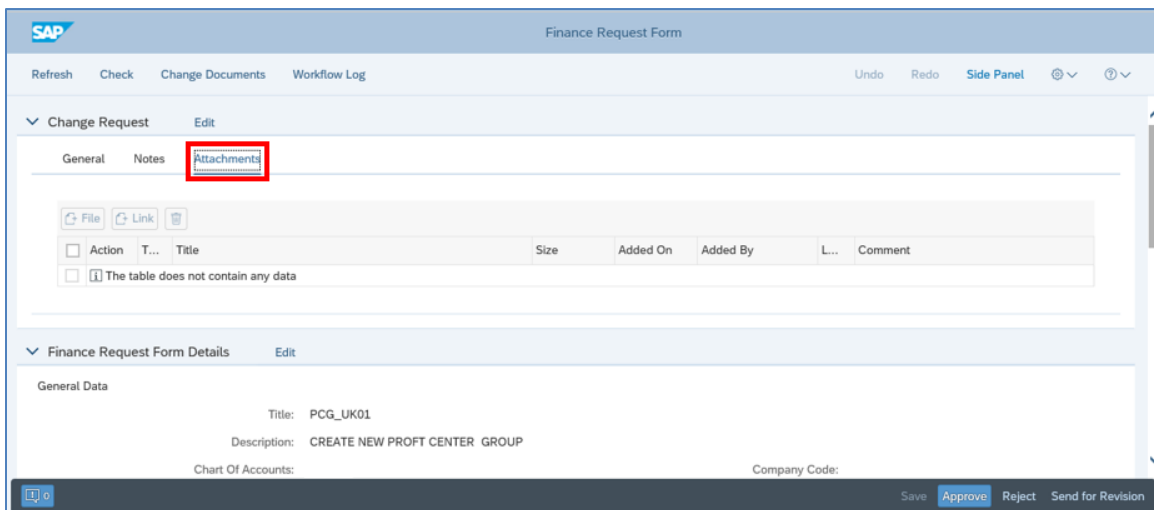 SAP Finance Request Form
Refresh Check Change Documents Workflow Log Undo Redo Side Panel
Change Request Edit
General Notes Attachments
File Link
Action T... Title Size Added On Added By L... Comment
The table does not contain any data
Finance Request Form Details Edit
General Data
Title: PCG_UK01
Description: CREATE NEW PROFT CENTER GROUP
Chart Of Accounts: Company Code:
0 Save Approve Reject Send for Revision